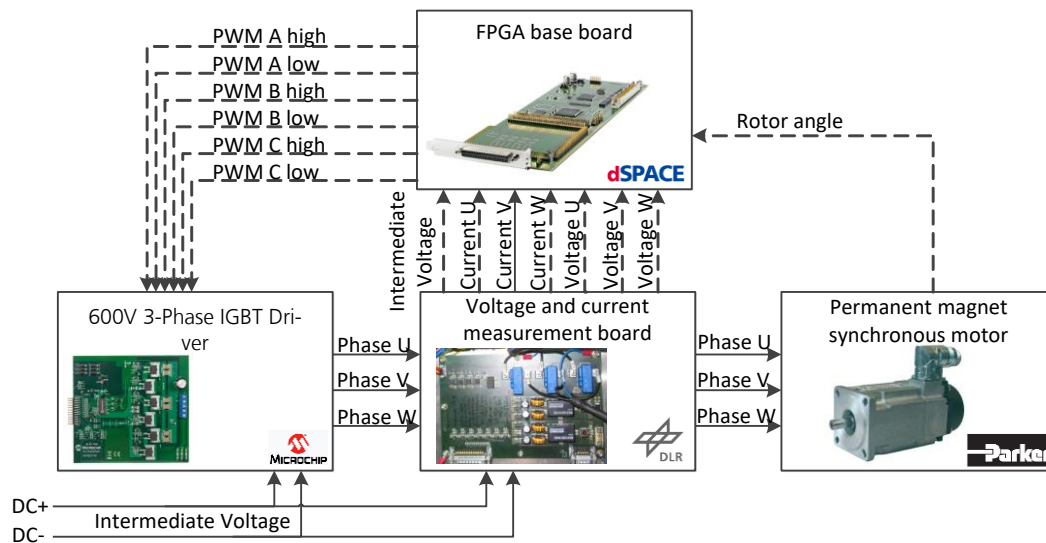 FPGA base board
PWM A high
PWM A low
PWM B high
PWM B low
PWM C high
PWM C low
Rotor angle
dSPACE
Intermediate
Voltage
Current U
Current V
Current W
Voltage U
Voltage V
Voltage W
600V 3-Phase IGBT Dri-
ver
MICROCHIP
Phase U
Phase V
Phase W
Voltage and current
measurement board
DLR
Phase U
Phase V
Phase W
Permanent magnet
synchronous motor
Parker
DC+
Intermediate Voltage
DC-